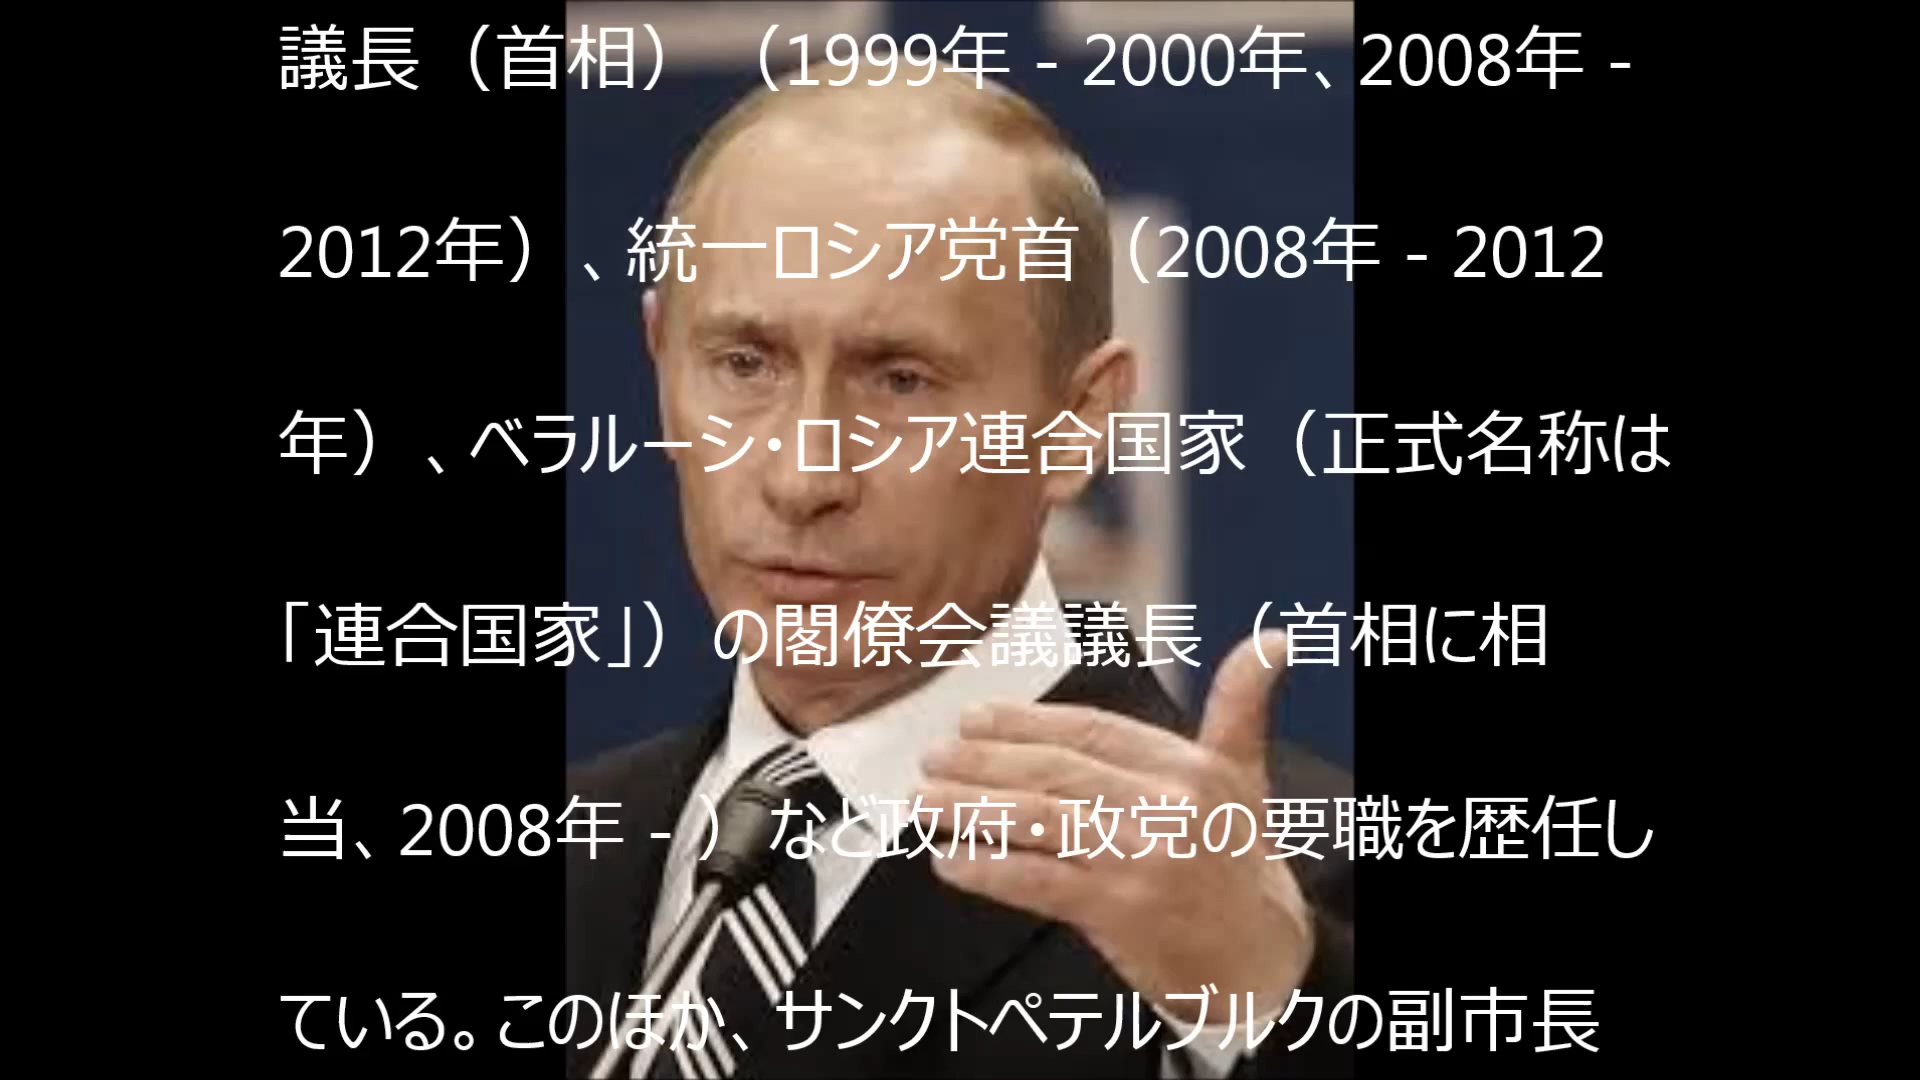 議長（首相）（1999年 - 2000年、2008年 -
2012年）、統一ロシア党首（2008年 - 2012
年）、ベラルーシ・ロシア連合国家（正式名称は
「連合国家」）の閣僚会議議長（首相に相
当、2008年 - ）など政府・政党の要職を歴任し
ている。このほか、サンクトペテルブルクの副市長